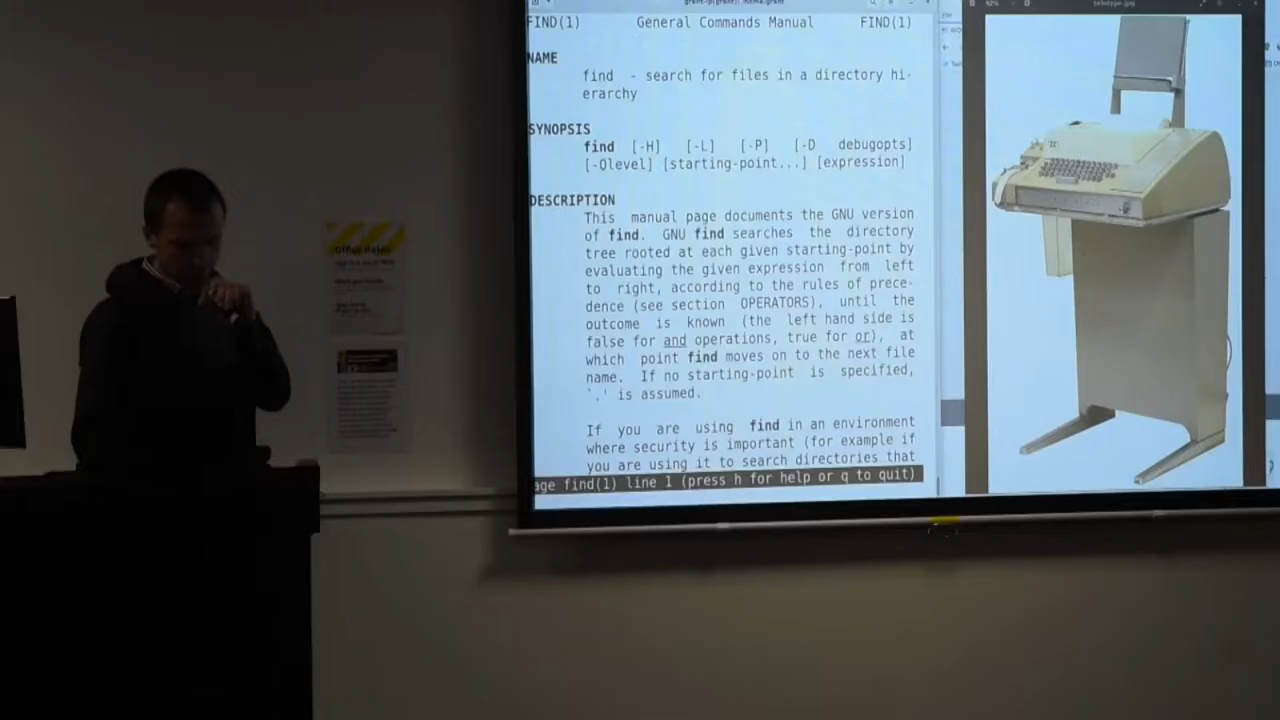 FIND(1) General Commands Manual FIND(1)
NAME
find - search for files in a directory hi-
erarchy
SYNOPSIS
find [-H] [-L] [-P] [-D debugopts]
[-Olevel] [starting-point...] [expression]
DESCRIPTION
This manual page documents the GNU version
of find. GNU find searches the directory
tree rooted at each given starting-point by
evaluating the given expression from left
to right, according to the rules of prece-
dence (see section OPERATORS), until the
outcome is known (the left hand side is
false for and operations, true for or), at
which point find moves on to the next file
name. If no starting-point is specified,
`.' is assumed.
If you are using find in an environment
where security is important (for example if
you are using it to search directories that
age find(1) line 1 (press h for help or q to quit)
92%
teletype.jpg